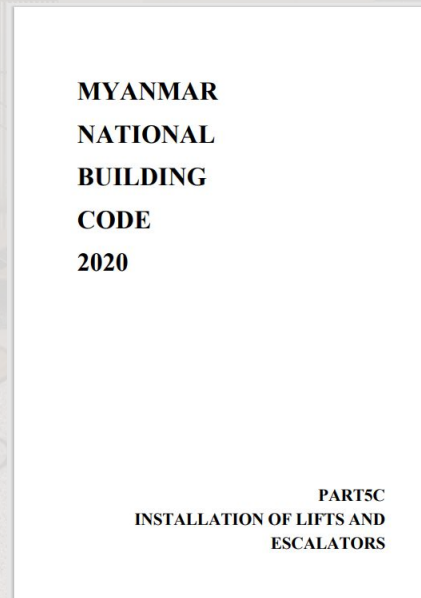 MYANMAR
NATIONAL
BUILDING
CODE
2020
PART5C
INSTALLATION OF LIFTS AND
ESCALATORS